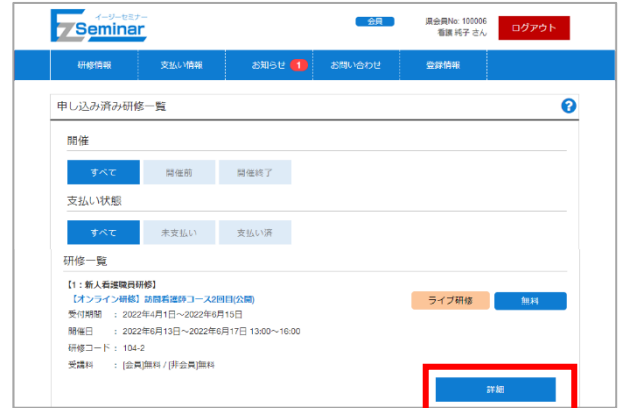 イージーセミナー
EZ Seminar
会員 県会員No: 100006
看護 純子 さん
ログアウト
研修情報 支払い情報 お知らせ 1 お問い合わせ 登録情報
申し込み済み研修一覧 ?
開催
すべて 開催前 開催終了
支払い状態
すべて 未支払い 支払い済
研修一覧
【1：新人看護職員研修】
【オンライン研修】訪問看護師コース2回目(公開) ライブ研修 無料
受付期間 ： 2022年4月1日～2022年6月15日
開催日 ： 2022年6月13日～2022年6月17日 13:00～16:00
研修コード： 104-2
受講料 ： [会員]無料 / [非会員]無料
詳細